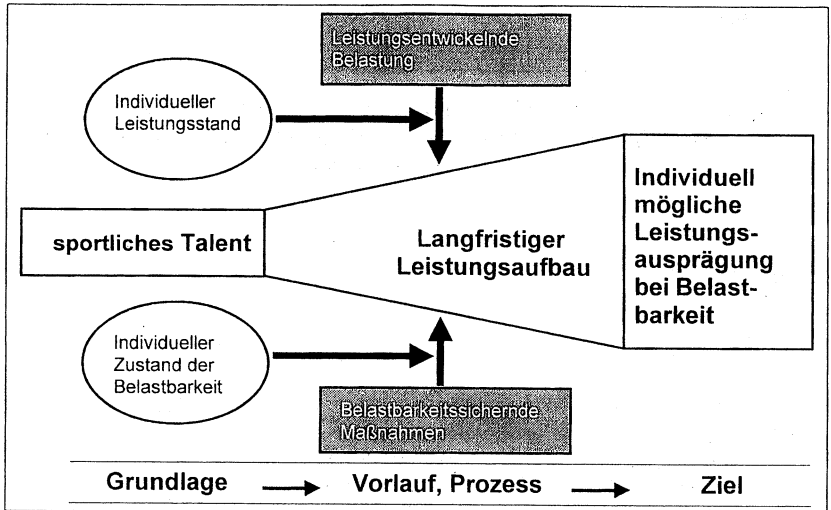 Leistungsentwickelnde
Belastung
Individueller
Leistungsstand
sportliches Talent
Langfristiger
Leistungsaufbau
Individuell
mögliche
Leistungs-
ausprägung
bei Belast-
barkeit
Individueller
Zustand der
Belastbarkeit
Belastbarkeitssichernde
Maßnahmen
Grundlage Vorlauf, Prozess Ziel